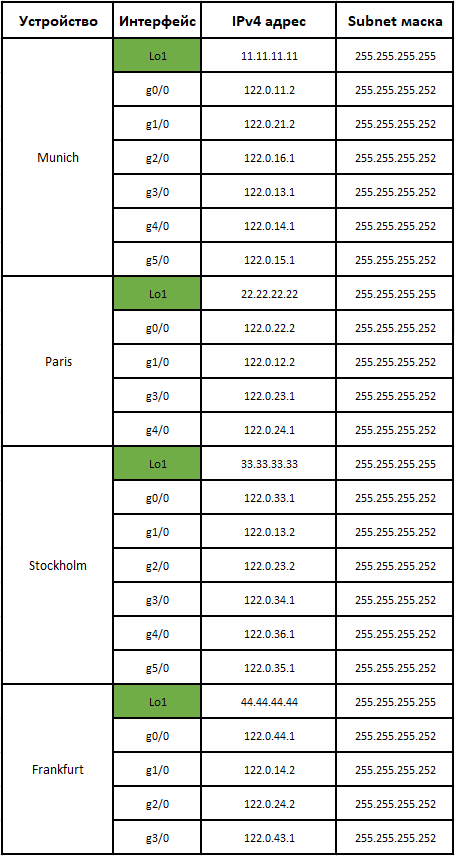 Устройство Интерфейс IPv4 адрес Subnet маска
Munich Lo1 11.11.11.11 255.255.255.255
g0/0 122.0.11.2 255.255.255.252
g1/0 122.0.21.2 255.255.255.252
g2/0 122.0.16.1 255.255.255.252
g3/0 122.0.13.1 255.255.255.252
g4/0 122.0.14.1 255.255.255.252
g5/0 122.0.15.1 255.255.255.252
Paris Lo1 22.22.22.22 255.255.255.255
g0/0 122.0.22.2 255.255.255.252
g1/0 122.0.12.2 255.255.255.252
g3/0 122.0.23.1 255.255.255.252
g4/0 122.0.24.1 255.255.255.252
Stockholm Lo1 33.33.33.33 255.255.255.255
g0/0 122.0.33.1 255.255.255.252
g1/0 122.0.13.2 255.255.255.252
g2/0 122.0.23.2 255.255.255.252
g3/0 122.0.34.1 255.255.255.252
g4/0 122.0.36.1 255.255.255.252
g5/0 122.0.35.1 255.255.255.252
Frankfurt Lo1 44.44.44.44 255.255.255.255
g0/0 122.0.44.1 255.255.255.252
g1/0 122.0.14.2 255.255.255.252
g2/0 122.0.24.2 255.255.255.252
g3/0 122.0.43.1 255.255.255.252